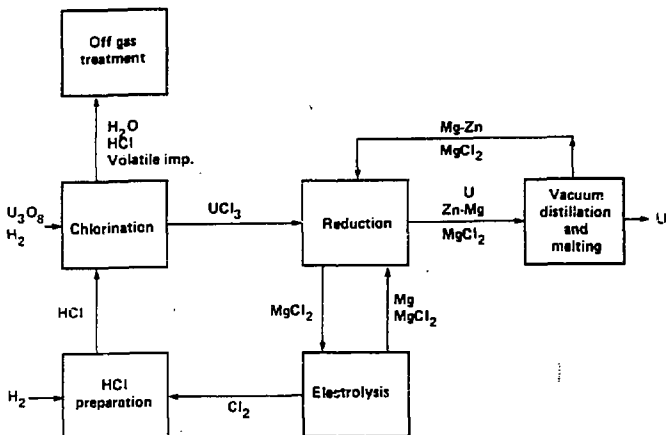 Off gas
treatment
H₂O
HCl
Volatile imp.
Mg-Zn
MgCl₂
U₃O₈
H₂
Chlorination
UCl₃
Reduction
U
Zn-Mg
MgCl₂
Vacuum
distillation
and
melting
U
HCl
MgCl₂
Mg
MgCl₂
H₂
HCl
preparation
Cl₂
Electrolysis